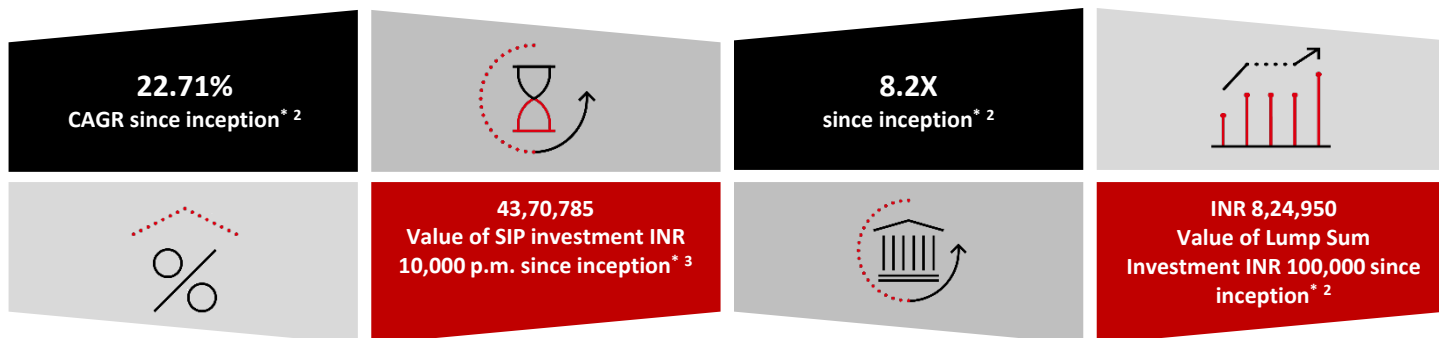 22.71%
CAGR since inception* 2
8.2X
since inception* 2
43,70,785
Value of SIP investment INR
10,000 p.m. since inception* 3
INR 8,24,950
Value of Lump Sum
Investment INR 100,000 since
inception* 2